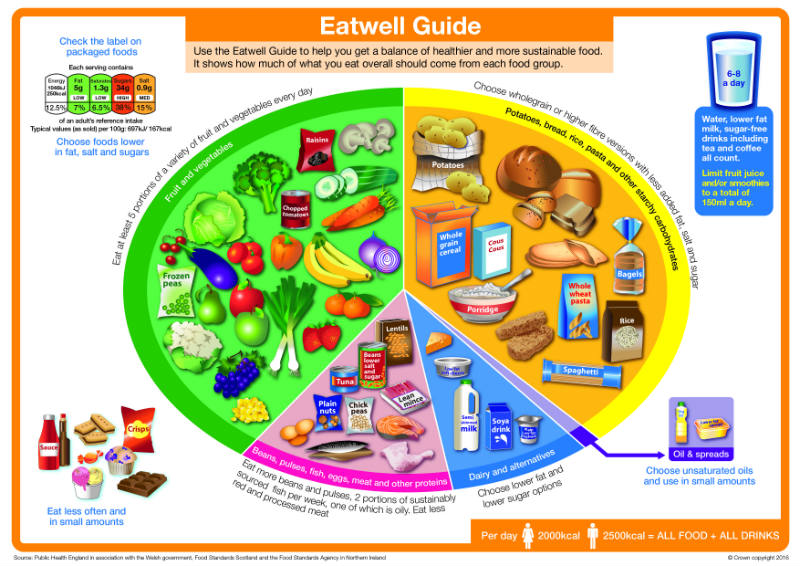 Eatwell Guide
Use the Eatwell Guide to help you get a balance of healthier and more sustainable food.
It shows how much of what you eat overall should come from each food group.
Check the label on
packaged foods
Each serving contains
Energy
1046kJ
250kcal
12.5%
Fat
5g
LOW
7%
Saturates
1.3g
LOW
6.5%
Sugars
34g
HIGH
38%
Salt
0.9g
MED
15%
of an adult's reference intake
Typical values (as sold) per 100g: 697kJ/ 167kcal
Choose foods lower
in fat, salt and sugars
6-8
a day
Water, lower fat
milk, sugar-free
drinks including
tea and coffee
all count.
Limit fruit juice
and/or smoothies
to a total of
150ml a day.
Eat at least 5 portions of a variety of fruit and vegetables every day
Fruit and vegetables
Raisins
Chopped
tomatoes
Frozen
peas
Choose wholegrain or higher fibre versions with less added fat, salt and sugar
Potatoes, bread, rice, pasta and other starchy carbohydrates
Potatoes
Whole
grain
cereal
Cous
Cous
Porridge
Bagels
Whole
wheat
pasta
Rice
Spaghetti
Lentils
Beans
lower
salt
and
sugar
Tuna
Plain
nuts
Chick
peas
Lean
mince
Beans, pulses, fish, eggs, meat and other proteins
Eat more beans and pulses, 2 portions of sustainably
sourced fish per week, one of which is oily. Eat less
red and processed meat
milk
Soya
drink
Dairy and alternatives
Choose lower fat and
lower sugar options
Oil & spreads
Choose unsaturated oils
and use in small amounts
Sauce
Crisps
Eat less often and
in small amounts
Per day 2000kcal 2500kcal = ALL FOOD + ALL DRINKS
Source: Public Health England in association with the Welsh government, Food Standards Scotland and the Food Standards Agency in Northern Ireland
© Crown copyright 2016